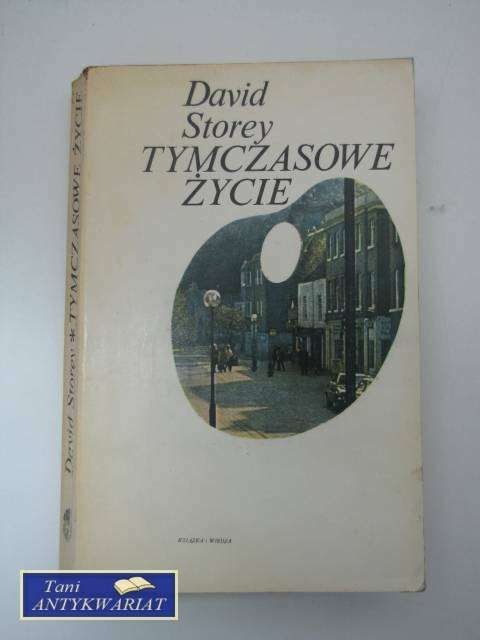 David
Storey
TYMCZASOWE
ŻYCIE
David Storey * TYMCZASOWE ŻYCIE
KSIĄŻKA i WIEDZA
Tani
ANTYKWARIAT